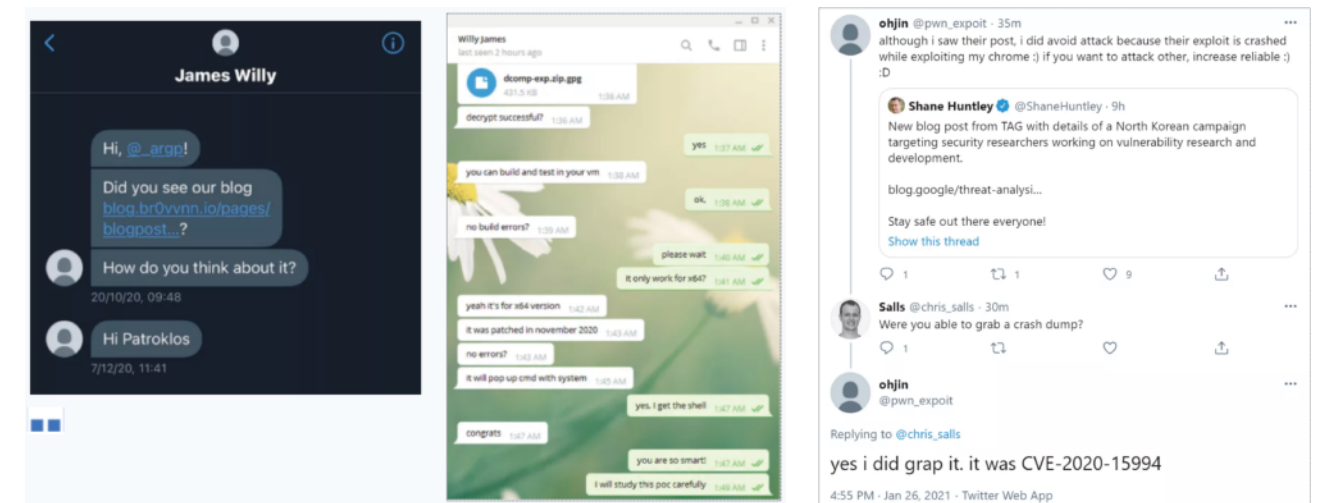 James Willy
Hi, @_argp!
Did you see our blog
blog.br0vvnn.io/pages/
blogpost...?
How do you think about it?
20/10/20, 09:48
Hi Patroklos
7/12/20, 11:41
Willy James
last seen 2 hours ago
dcomp-exp.zip.gpg
431.5 KB 1:36 AM
decrypt successful? 1:36 AM
yes 1:37 AM
you can build and test in your vm 1:38 AM
ok, 1:38 AM
no build errors? 1:39 AM
please wait 1:40 AM
it only work for x64? 1:41 AM
yeah it's for x64 version 1:42 AM
it was patched in november 2020 1:43 AM
no errors? 1:43 AM
it will pop up cmd with system 1:45 AM
yes, I get the shell 1:47 AM
congrats 1:47 AM
you are so smart! 1:47 AM
I will study this poc carefully 1:49 AM
ohjin @pwn_expoit · 35m
although i saw their post, i did avoid attack because their exploit is crashed
while exploiting my chrome :) if you want to attack other, increase reliable :)
:D
Shane Huntley @ShaneHuntley · 9h
New blog post from TAG with details of a North Korean campaign
targeting security researchers working on vulnerability research and
development.
blog.google/threat-analysi...
Stay safe out there everyone!
Show this thread
1 1 9
Salls @chris_salls · 30m
Were you able to grab a crash dump?
1
ohjin
@pwn_expoit
Replying to @chris_salls
yes i did grap it. it was CVE-2020-15994
4:55 PM · Jan 26, 2021 · Twitter Web App